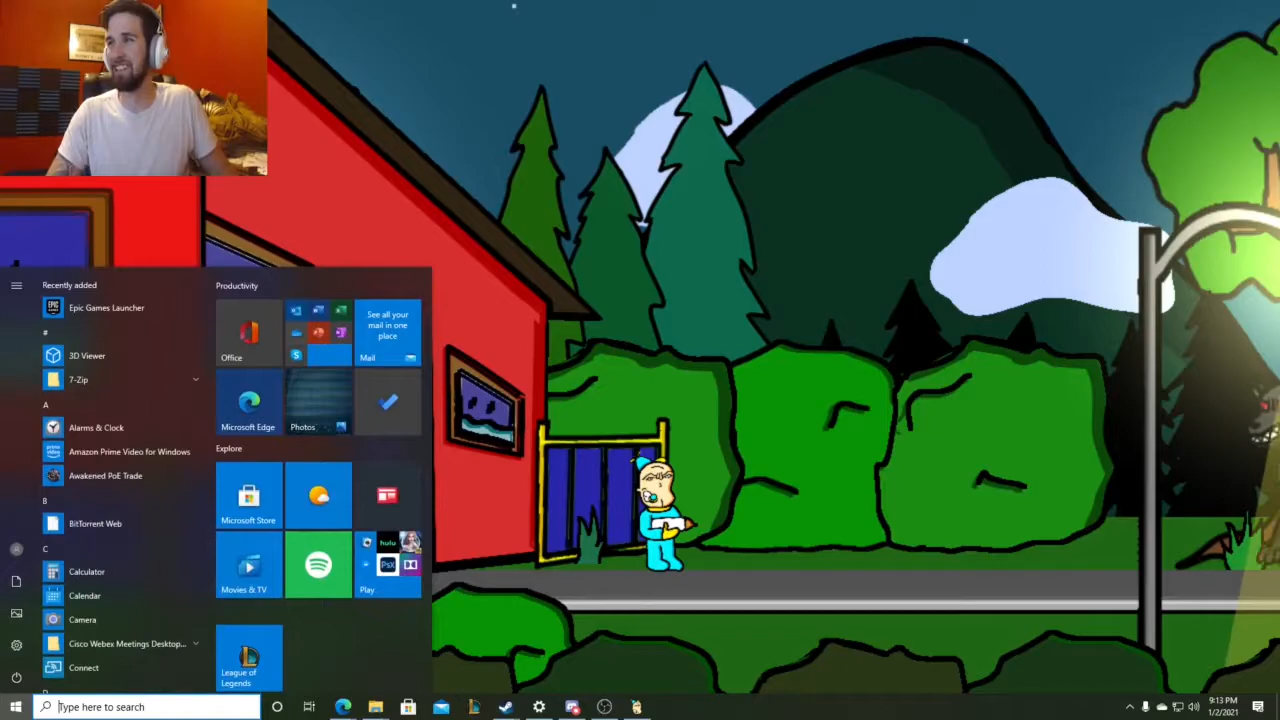 Recently added
Epic Games Launcher
#
3D Viewer
7-Zip
A
Alarms & Clock
Amazon Prime Video for Windows
Awakened PoE Trade
B
BitTorrent Web
C
Calculator
Calendar
Camera
Cisco Webex Meetings Desktop...
Connect
Productivity
Office
See all your
mail in one
place
Mail
Microsoft Edge
Photos
Explore
Microsoft Store
Movies & TV
hulu
Play
League of
Legends
Type here to search
9:13 PM
1/2/2021